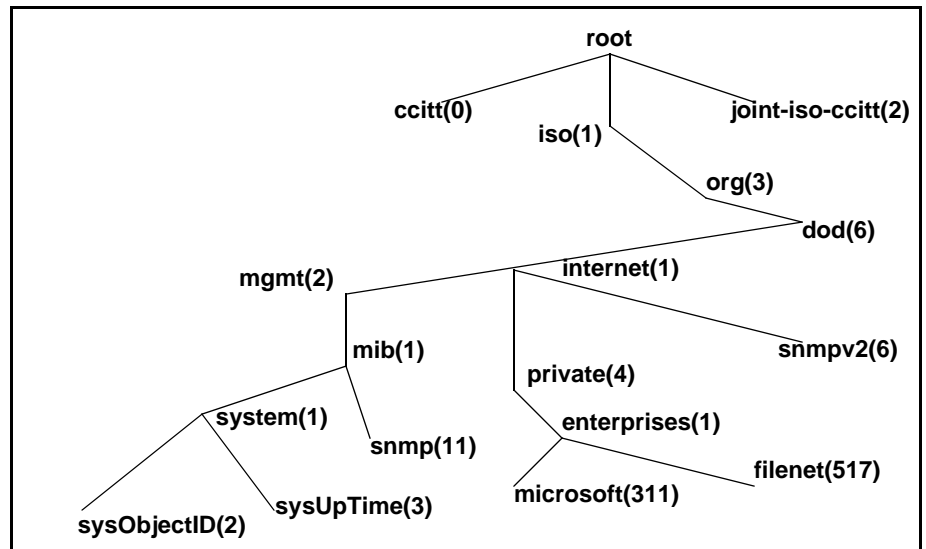 root
ccitt(0)
joint-iso-ccitt(2)
iso(1)
org(3)
dod(6)
internet(1)
mgmt(2)
mib(1)
snmpv2(6)
private(4)
system(1)
enterprises(1)
snmp(11)
filenet(517)
microsoft(311)
sysUpTime(3)
sysObjectID(2)